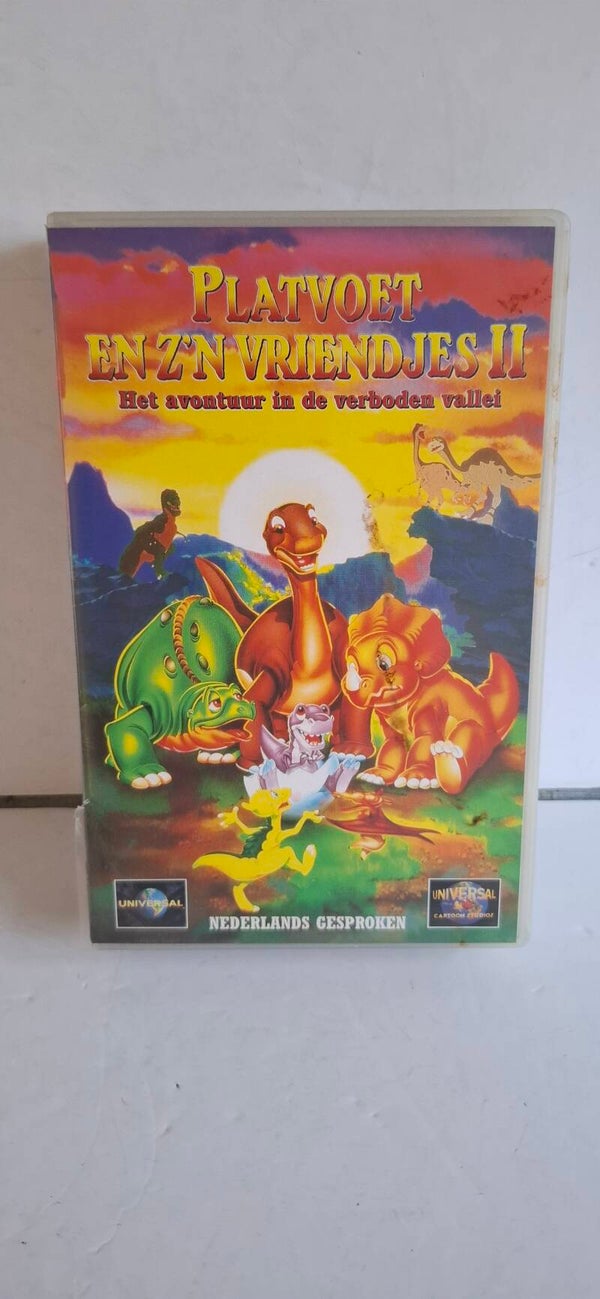 PLATVOET
EN Z'N VRIENDJES II
Het avontuur in de verboden vallei
UNIVERSAL
NEDERLANDS GESPROKEN
UNIVERSAL
CARTOON STUDIOS